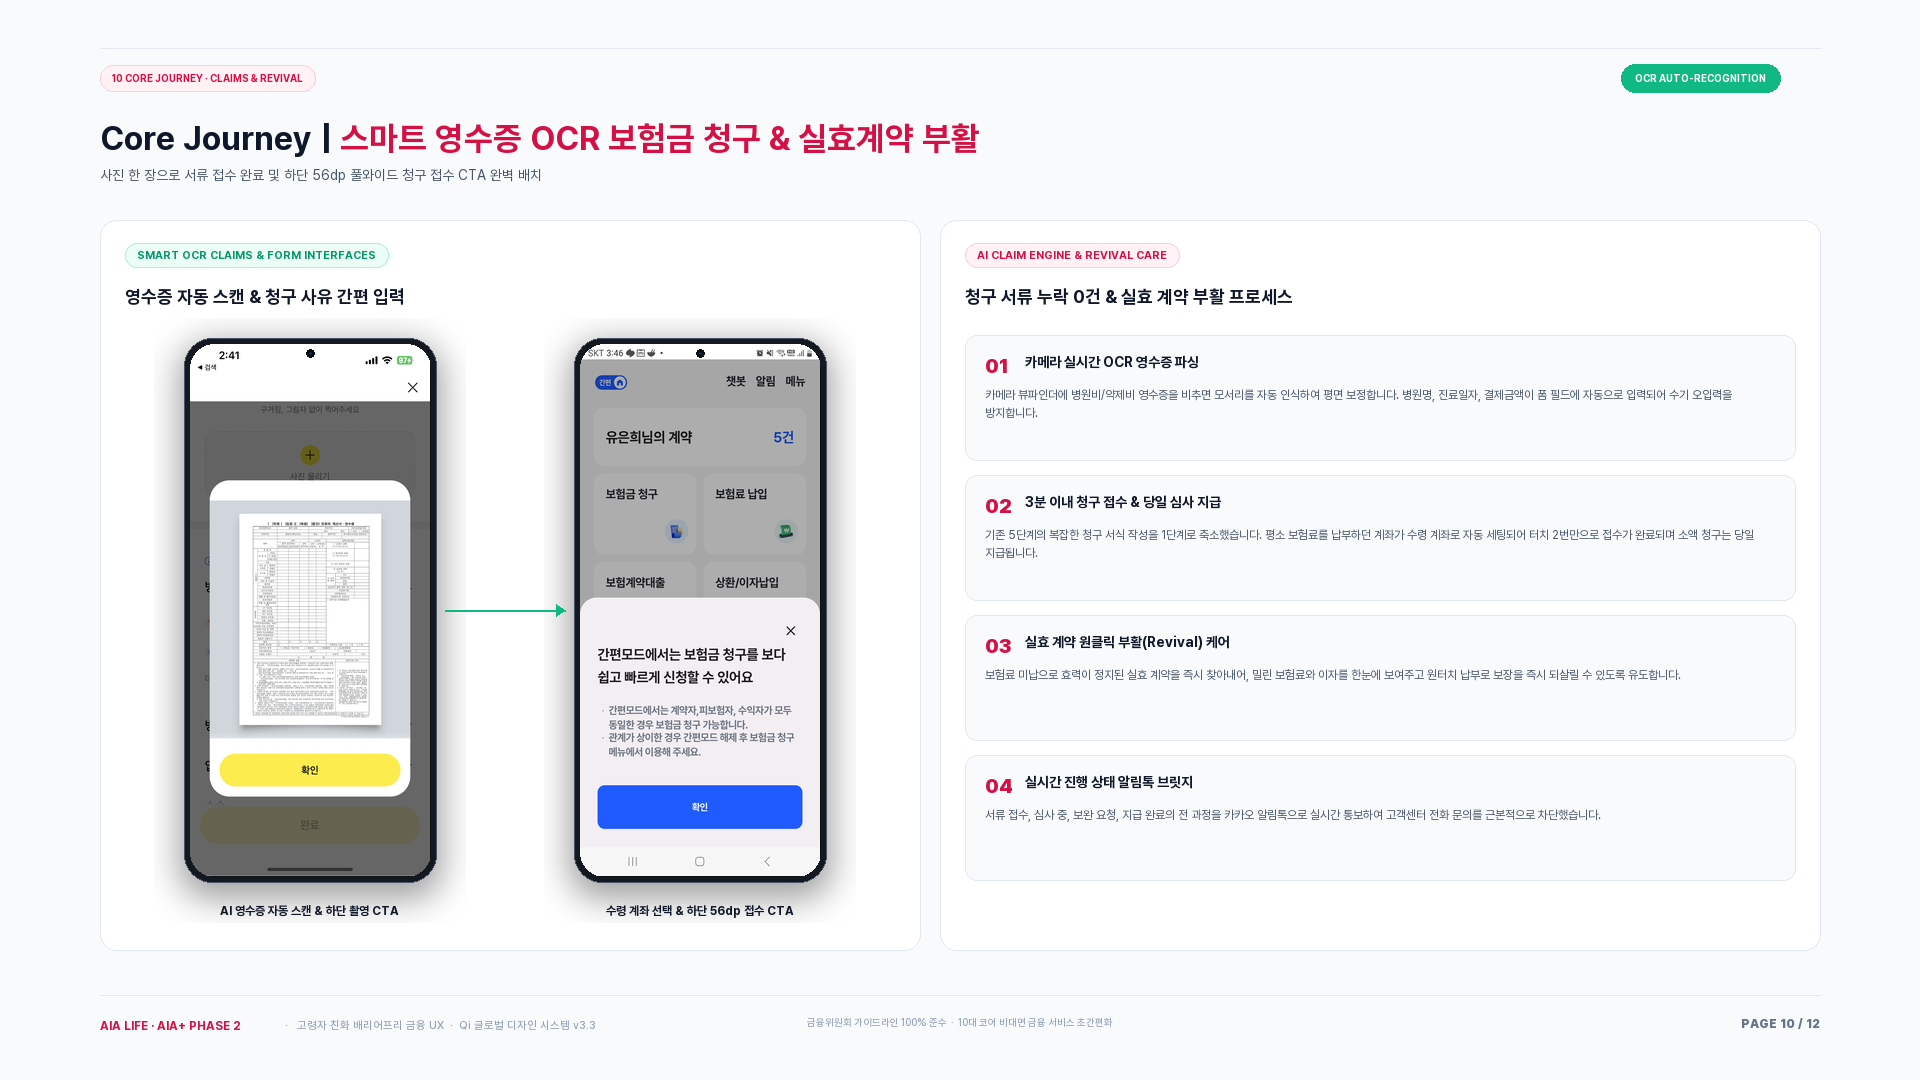 10 CORE JOURNEY · CLAIMS & REVIVAL
OCR AUTO-RECOGNITION
Core Journey | 스마트 영수증 OCR 보험금 청구 & 실효계약 부활
사진 한 장으로 서류 접수 완료 및 하단 56dp 풀와이드 청구 접수 CTA 완벽 배치
SMART OCR CLAIMS & FORM INTERFACES
영수증 자동 스캔 & 청구 사유 간편 입력
2:41
97
◀ 검색
구겨짐, 그림자 없이 찍어주세요
사진 올리기
확인
완료
AI 영수증 자동 스캔 & 하단 촬영 CTA
SKT 3:46
간편
챗봇 알림 메뉴
유은희님의 계약 5건
보험금 청구 보험료 납입
보험계약대출 상환/이자납입
간편모드에서는 보험금 청구를 보다
쉽고 빠르게 신청할 수 있어요
· 간편모드에서는 계약자,피보험자, 수익자가 모두
동일한 경우 보험금 청구 가능합니다.
· 관계가 상이한 경우 간편모드 해제 후 보험금 청구
메뉴에서 이용해 주세요.
확인
수령 계좌 선택 & 하단 56dp 접수 CTA
AI CLAIM ENGINE & REVIVAL CARE
청구 서류 누락 0건 & 실효 계약 부활 프로세스
01 카메라 실시간 OCR 영수증 파싱
카메라 뷰파인더에 병원비/약제비 영수증을 비추면 모서리를 자동 인식하여 평면 보정합니다. 병원명, 진료일자, 결제금액이 폼 필드에 자동으로 입력되어 수기 오입력을
방지합니다.
02 3분 이내 청구 접수 & 당일 심사 지급
기존 5단계의 복잡한 청구 서식 작성을 1단계로 축소했습니다. 평소 보험료를 납부하던 계좌가 수령 계좌로 자동 세팅되어 터치 2번만으로 접수가 완료되며 소액 청구는 당일
지급됩니다.
03 실효 계약 원클릭 부활(Revival) 케어
보험료 미납으로 효력이 정지된 실효 계약을 즉시 찾아내어, 밀린 보험료와 이자를 한눈에 보여주고 원터치 납부로 보장을 즉시 되살릴 수 있도록 유도합니다.
04 실시간 진행 상태 알림톡 브릿지
서류 접수, 심사 중, 보완 요청, 지급 완료의 전 과정을 카카오 알림톡으로 실시간 통보하여 고객센터 전화 문의를 근본적으로 차단했습니다.
AIA LIFE · AIA+ PHASE 2 · 고령자 친화 배리어프리 금융 UX · Qi 글로벌 디자인 시스템 v3.3
금융위원회 가이드라인 100% 준수 · 10대 코어 비대면 금융 서비스 초간편화
PAGE 10 / 12